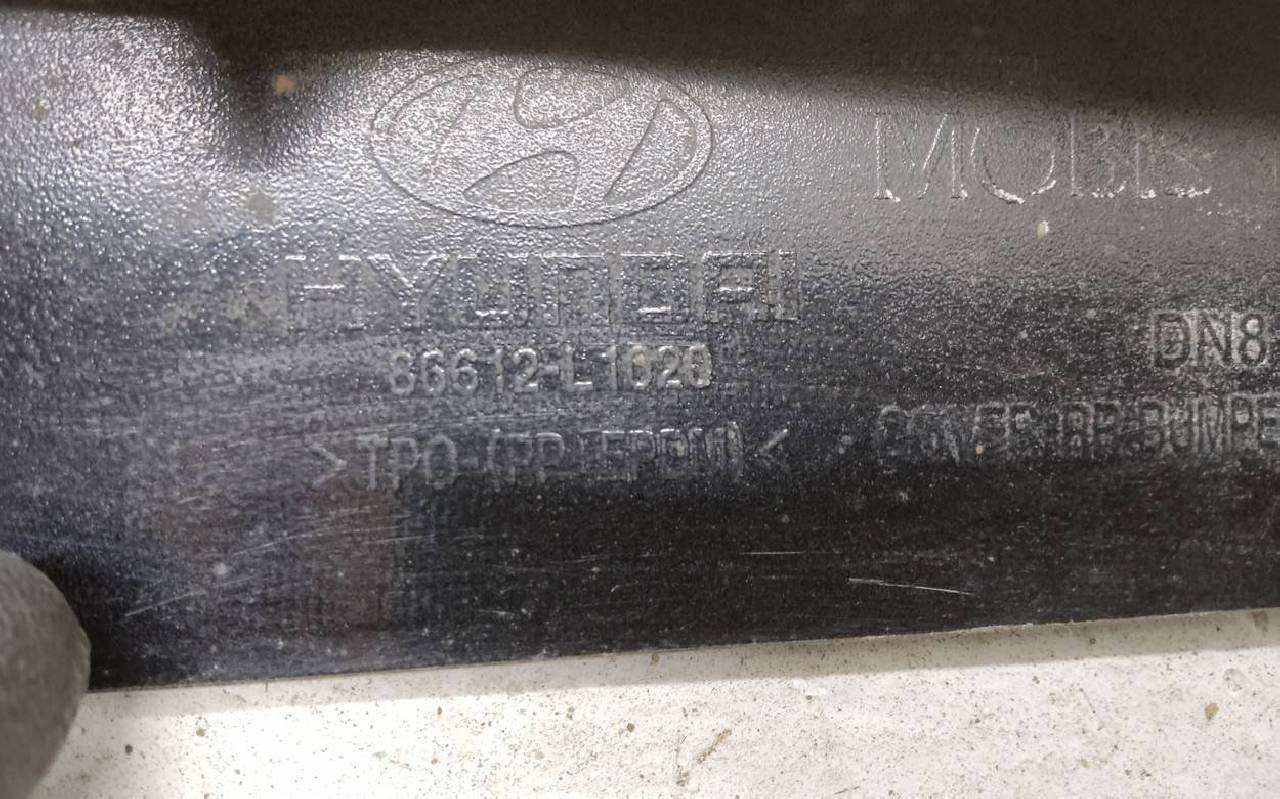 MOBIS
HYUNDAI
DN8
86612-L1020
>TPO-(PP+EPDM)<
COVER-RR BUMPE